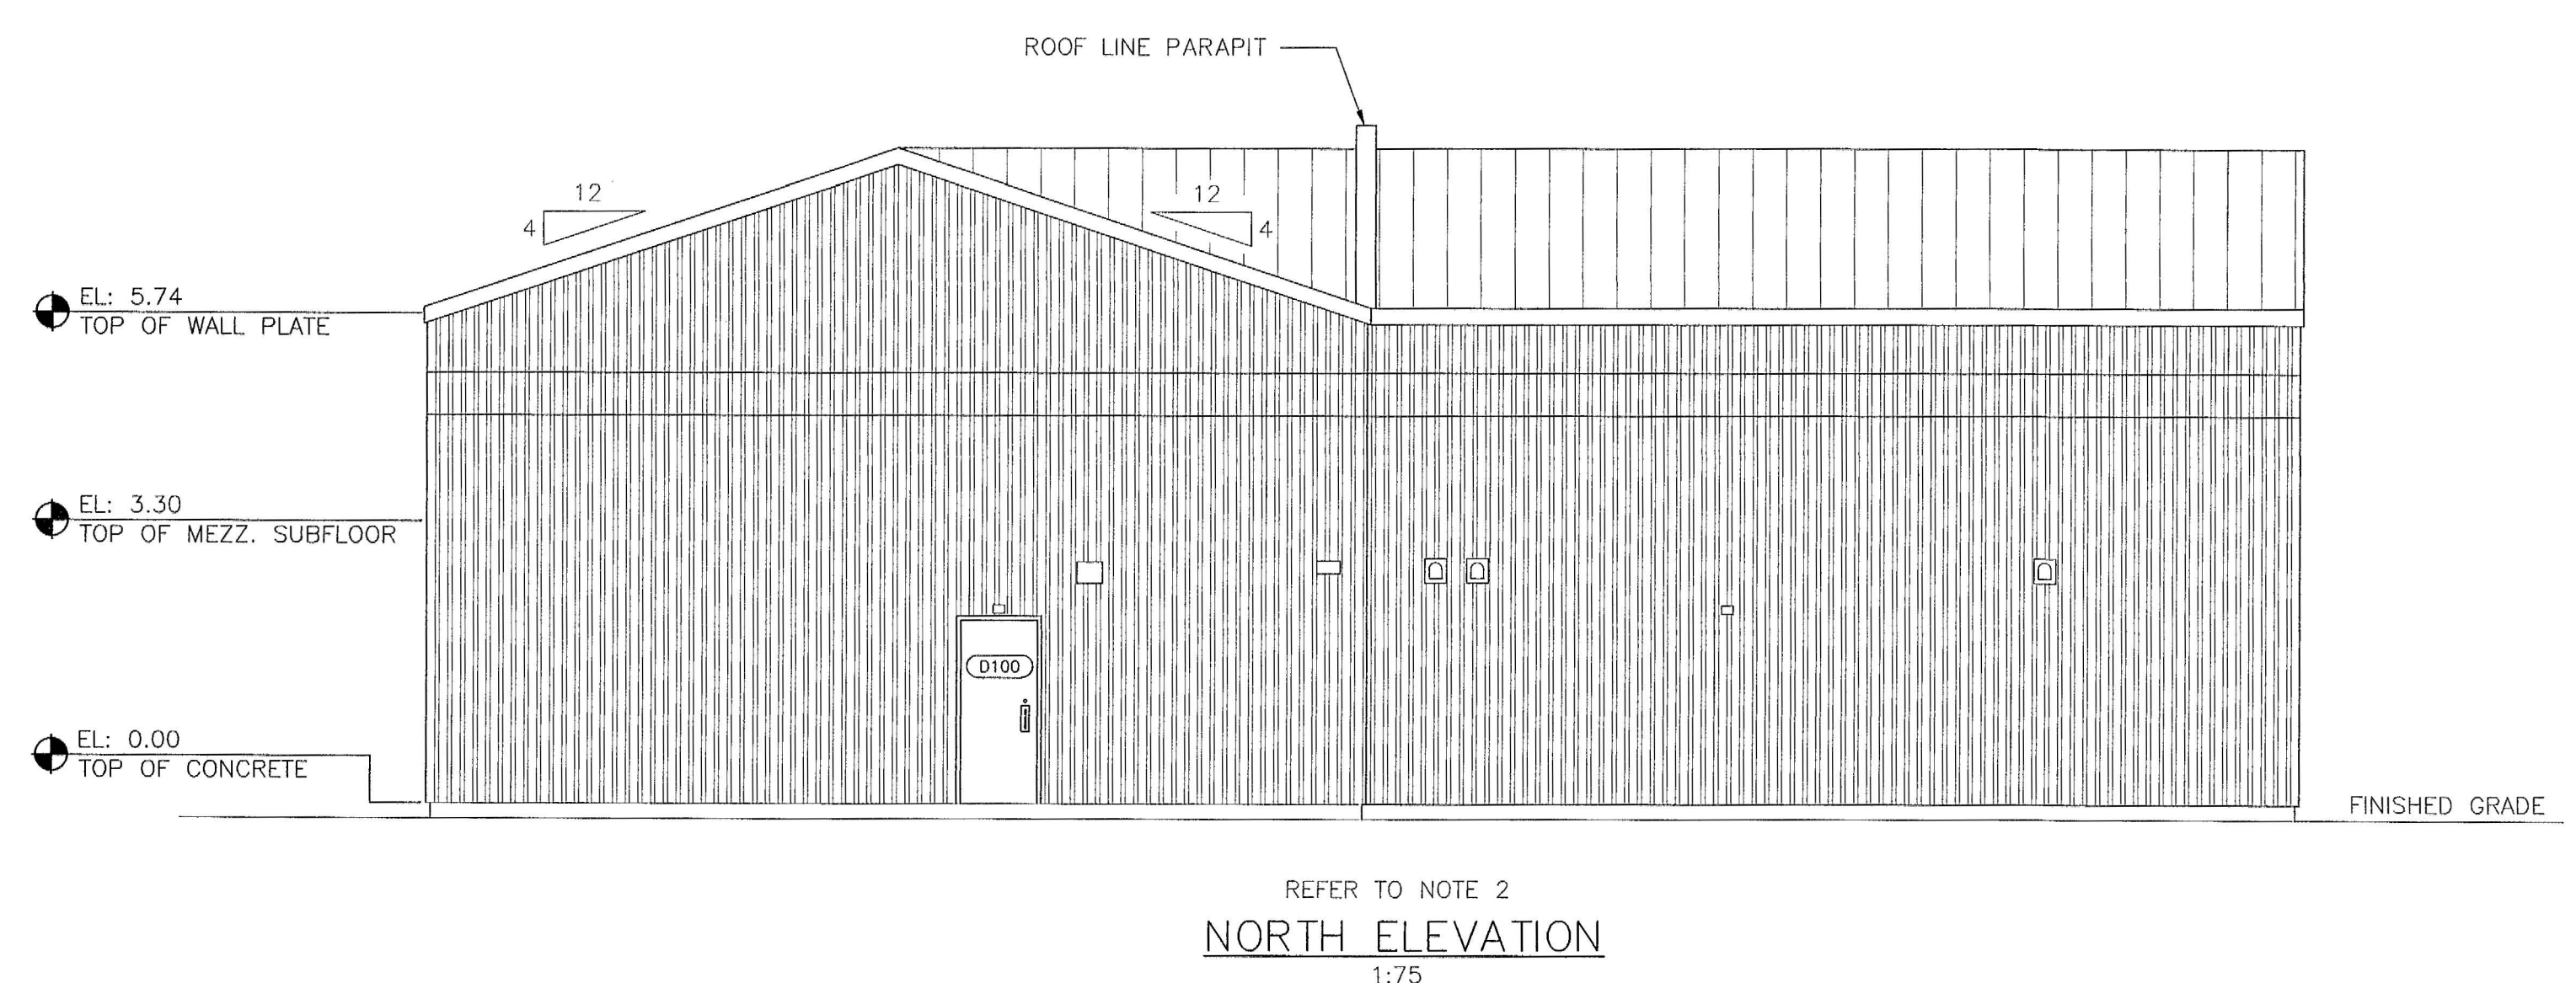 ROOF LINE PARAPIT
12
4
12
4
EL: 5.74
TOP OF WALL PLATE
EL: 3.30
TOP OF MEZZ. SUBFLOOR
D100
EL: 0.00
TOP OF CONCRETE
FINISHED GRADE
REFER TO NOTE 2
NORTH ELEVATION
1:75